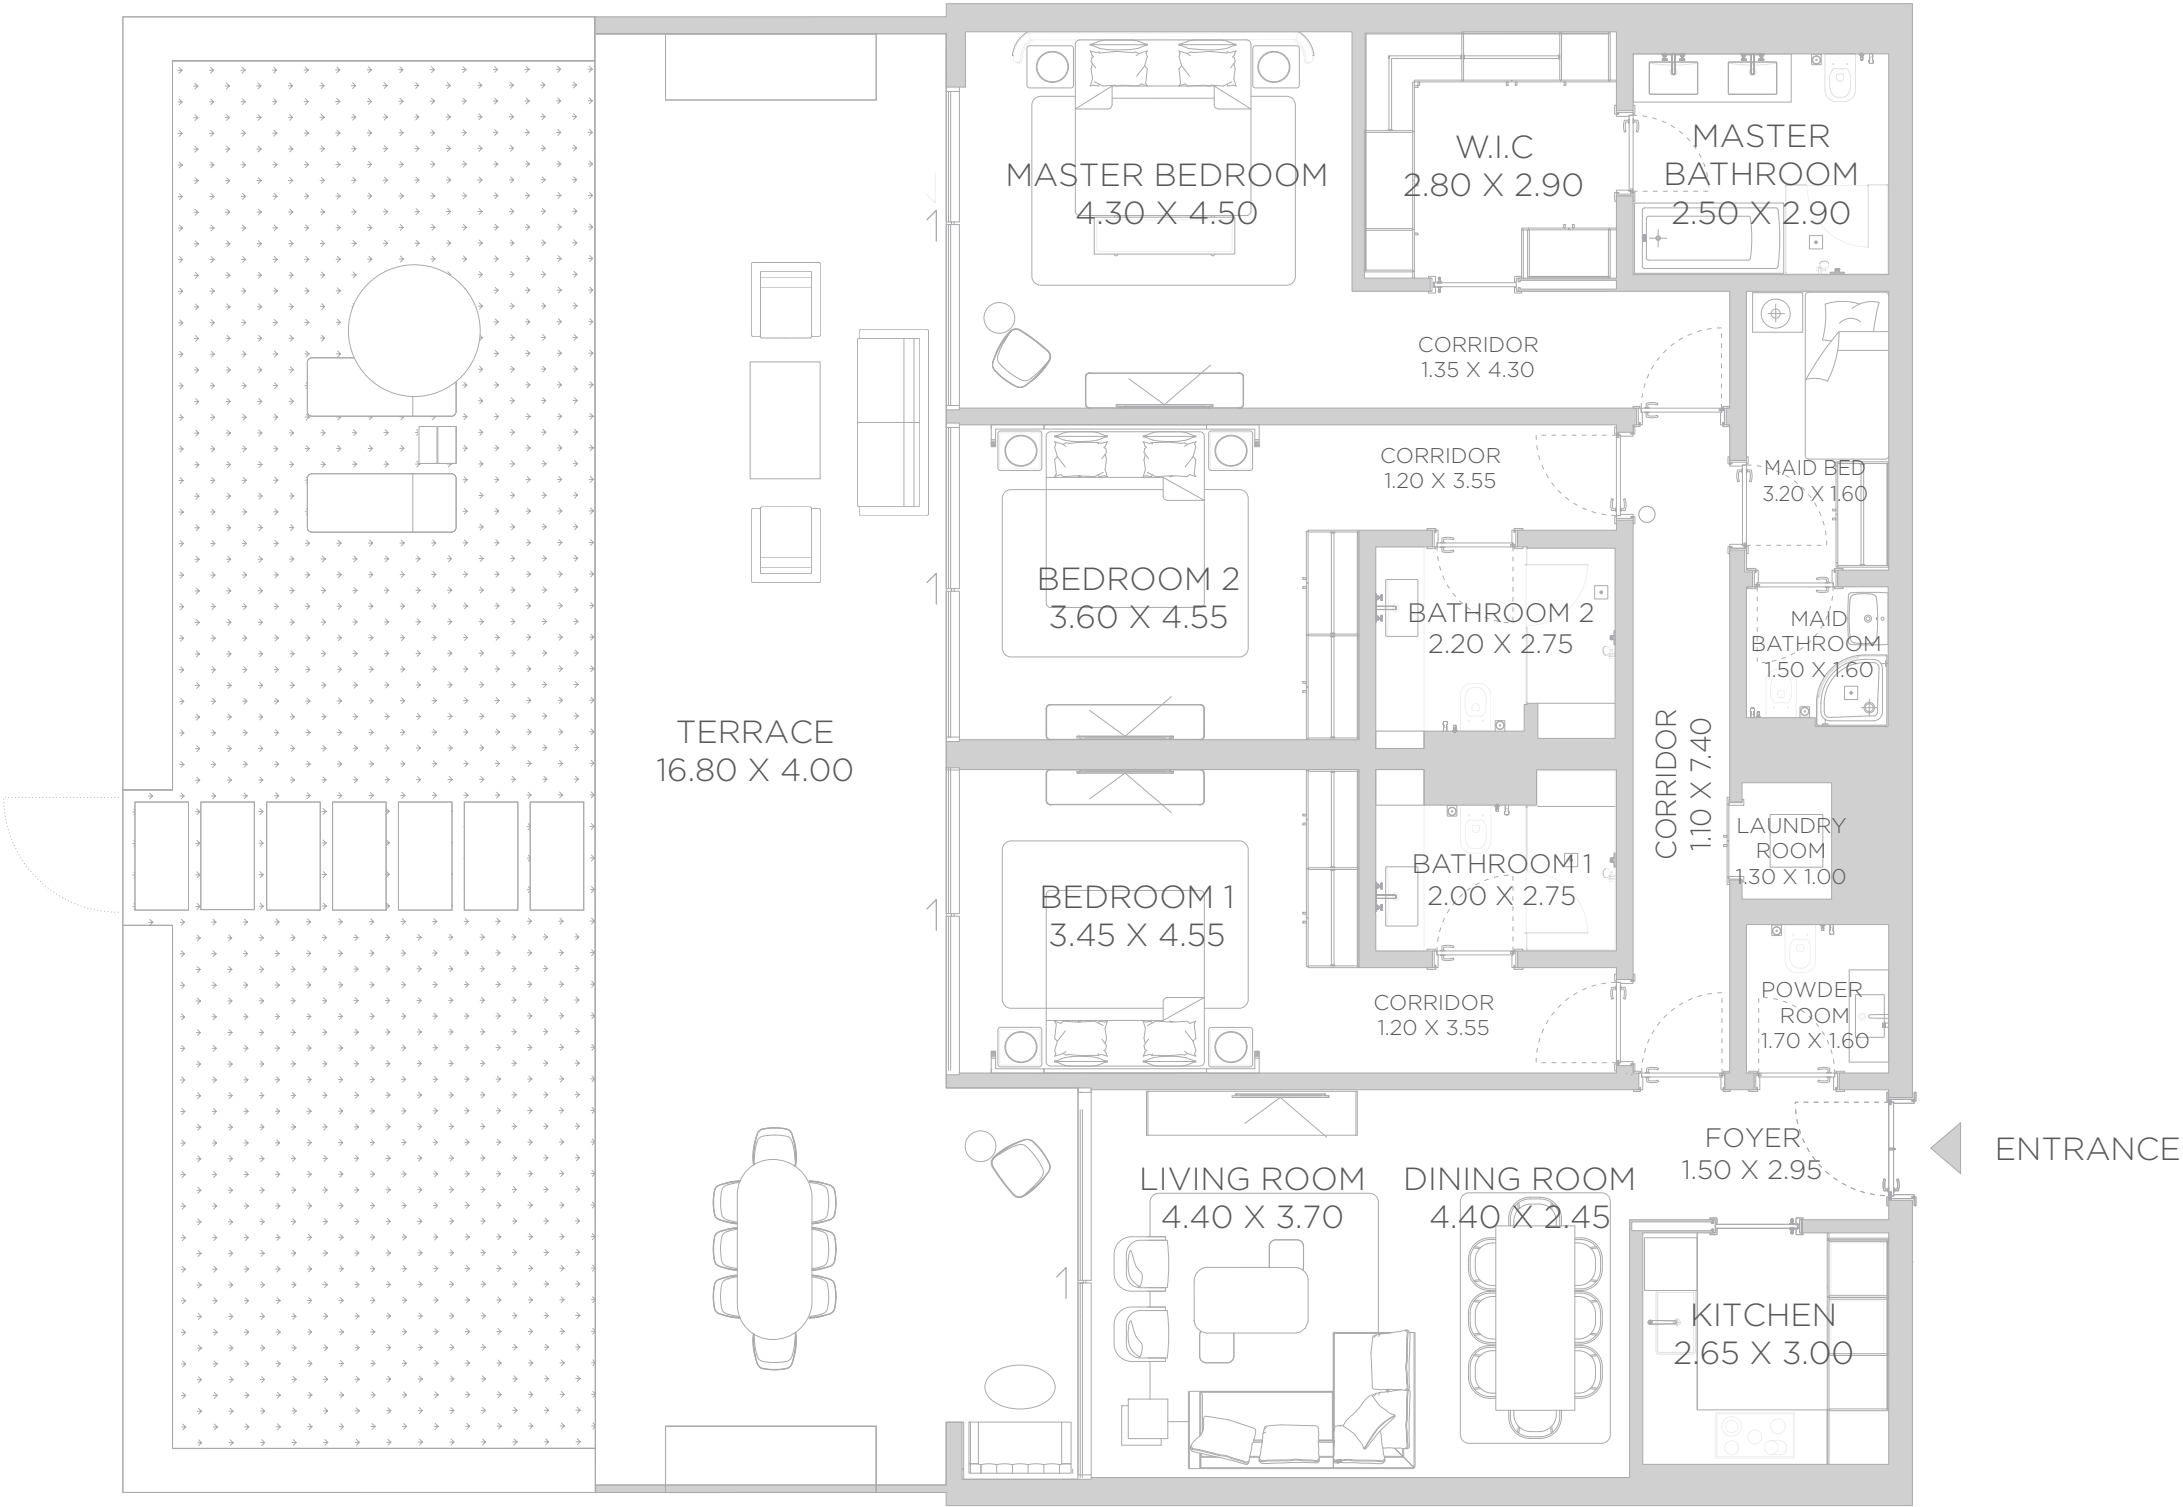 MASTER BEDROOM
4.30 X 4.50
W.I.C
2.80 X 2.90
MASTER
BATHROOM
2.50 X 2.90
CORRIDOR
1.35 X 4.30
CORRIDOR
1.20 X 3.55
MAID BED
3.20 X 1.60
BEDROOM 2
3.60 X 4.55
BATHROOM 2
2.20 X 2.75
MAID
BATHROOM
1.50 X 1.60
TERRACE
16.80 X 4.00
CORRIDOR
1.10 X 7.40
LAUNDRY
ROOM
1.30 X 1.00
BEDROOM 1
3.45 X 4.55
BATHROOM 1
2.00 X 2.75
CORRIDOR
1.20 X 3.55
POWDER
ROOM
1.70 X 1.60
FOYER
1.50 X 2.95
ENTRANCE
LIVING ROOM
4.40 X 3.70
DINING ROOM
4.40 X 2.45
KITCHEN
2.65 X 3.00